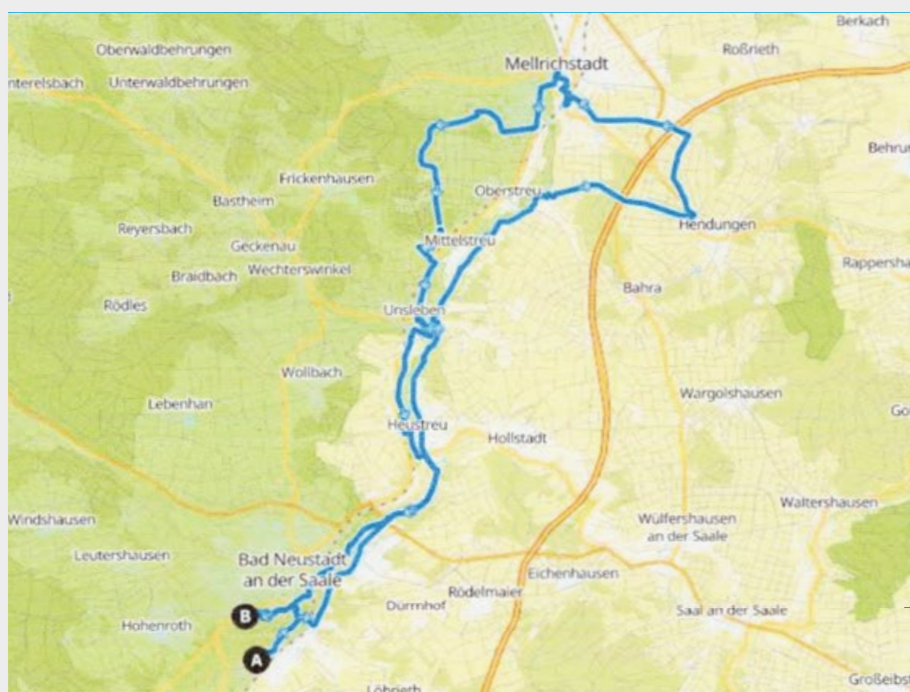 Berkach
Oberwaldbehrungen
Roßrieth
Mellrichstadt
nterelsbach
Unterwaldbehrungen
Behrun
Frickenhausen
Oberstreu
Bastheim
Reyersbach
Hendungen
Geckenau
Mittelstreu
Braidbach
Wechterswinkel
Rappersha
Bahra
Rödles
Unsleben
Wollbach
Wargolshausen
Lebenhan
Go
Heustreu
Hollstadt
Waltershausen
Windshausen
Wülfershausen
an der Saale
Leutershausen
Bad Neustadt
an der Saale
Eichenhausen
Rödelmaier
Dürrnhof
Saal an der Saale
B
Hohenroth
A
Löhrieth
Großeibst